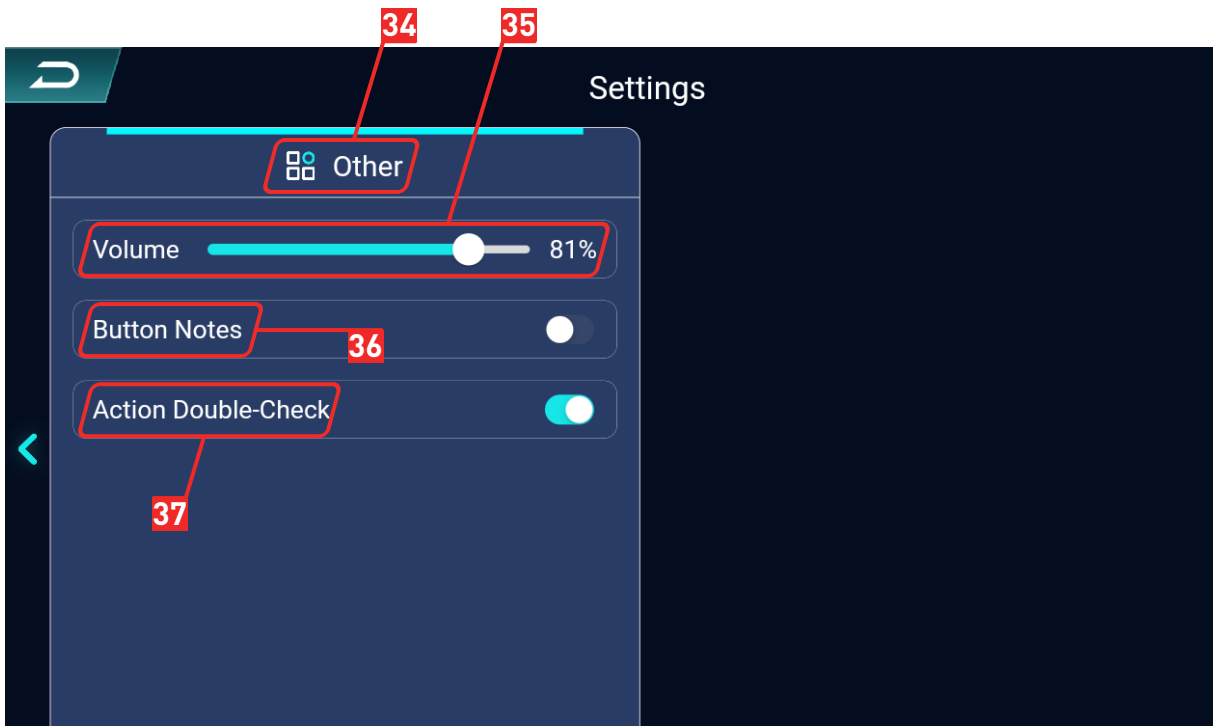 34 35
Settings
Other
Volume 81%
Button Notes
36
Action Double-Check
37